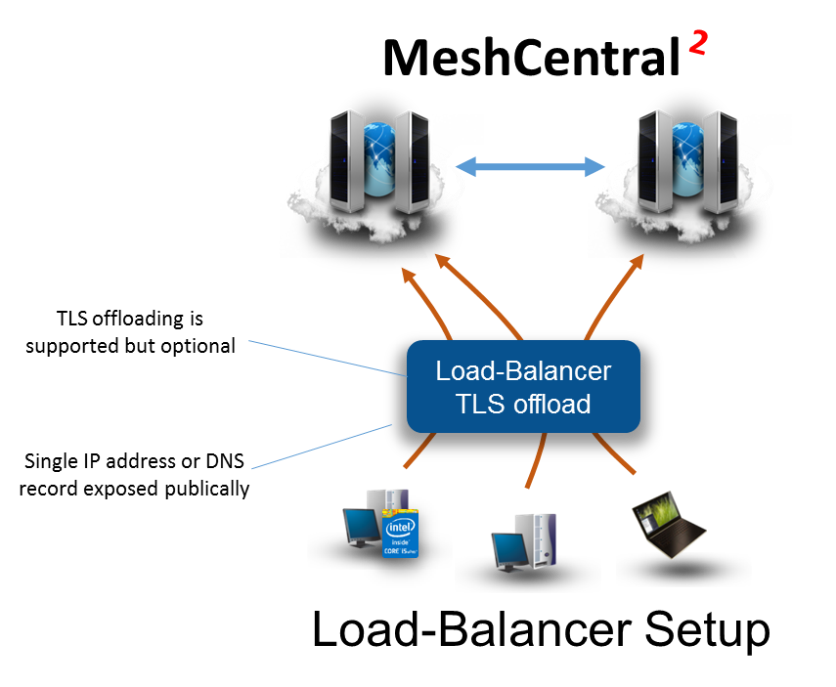 MeshCentral 2
TLS offloading is
supported but optional
Load-Balancer
TLS offload
Single IP address or DNS
record exposed publically
(intel)
inside
CORE i5 vPro
Load-Balancer Setup